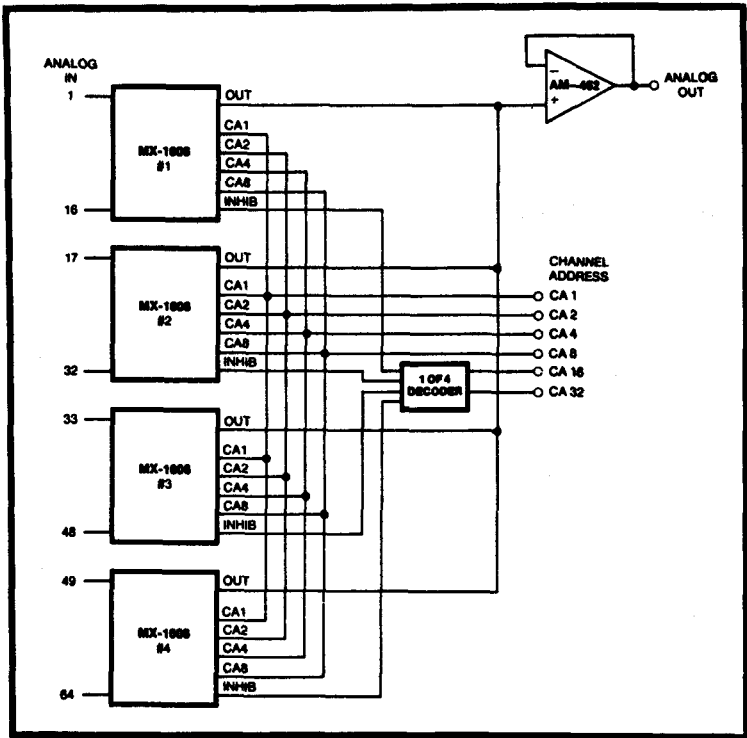 ANALOG
IN
1
16
MX-1606
#1
OUT
CA1
CA2
CA4
CA8
INHIB
AM-462
−
+
ANALOG
OUT
17
32
MX-1606
#2
OUT
CA1
CA2
CA4
CA8
INHIB
CHANNEL
ADDRESS
CA 1
CA 2
CA 4
CA 8
CA 16
CA 32
1 OF 4
DECODER
33
48
MX-1606
#3
OUT
CA1
CA2
CA4
CA8
INHIB
49
64
MX-1606
#4
OUT
CA1
CA2
CA4
CA8
INHIB